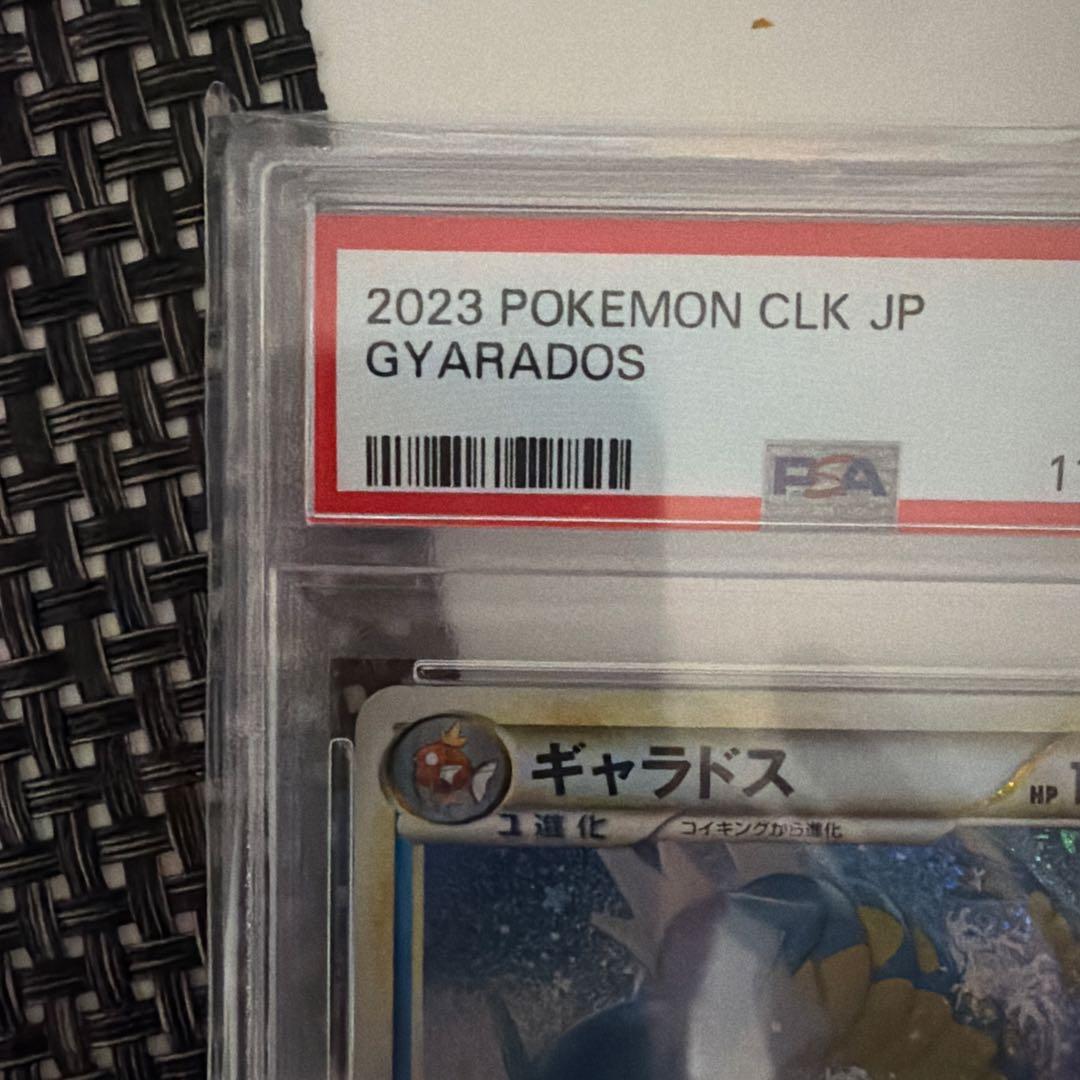 2023 POKEMON CLK JP
GYARADOS
PSA
11
ギャラドス
HP
1進化
コイキングから進化